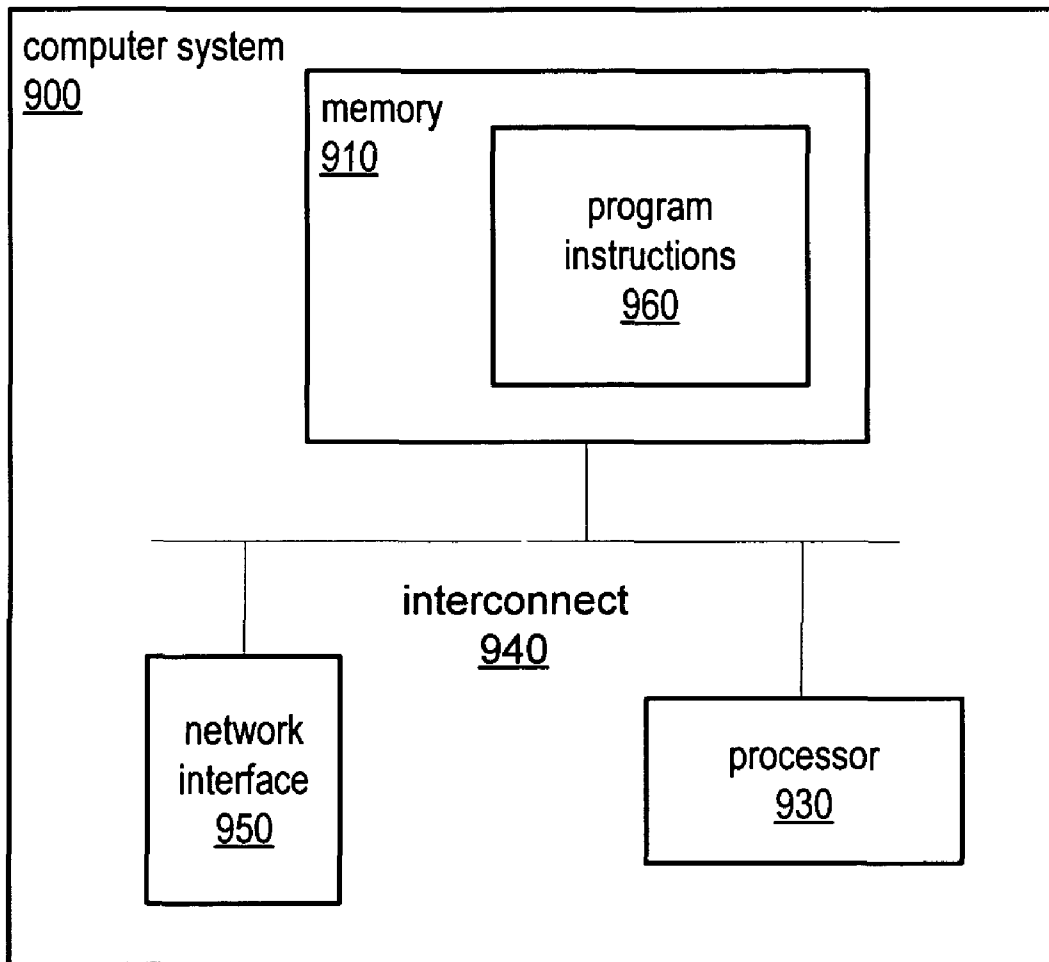 computer system
900
memory
910
program
instructions
960
interconnect
940
network
interface
950
processor
930